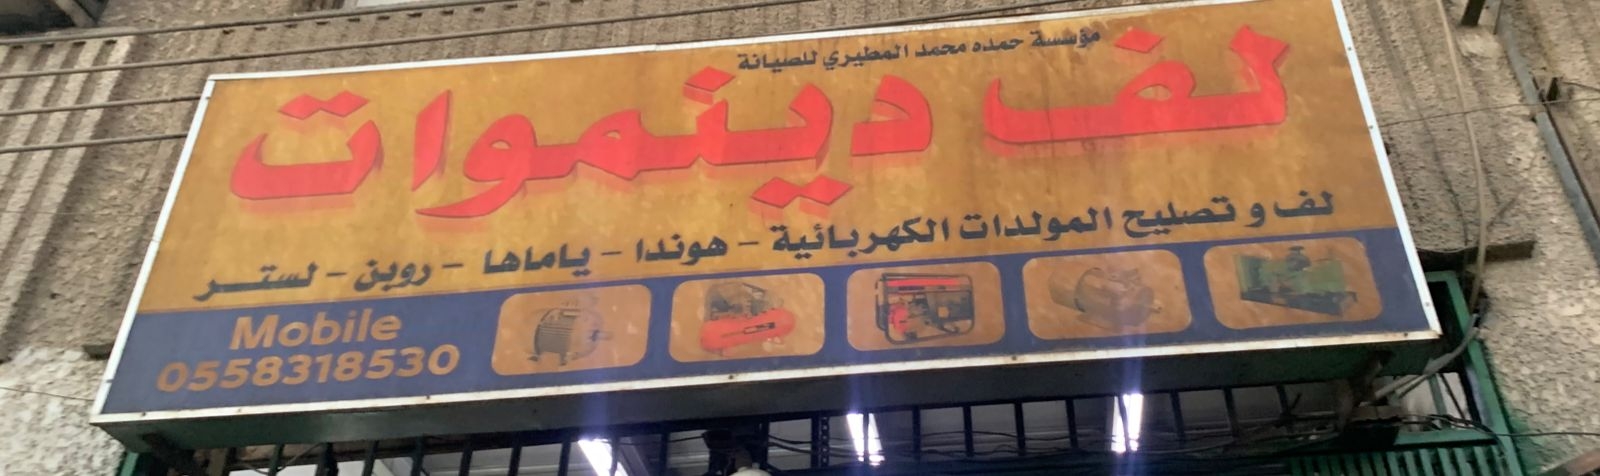 مؤسسة حمده محمد المطيري للصيانة
لف دينموات
لف و تصليح المولدات الكهربائية - هوندا - ياماها - روبن - لستر
Mobile
0558318530